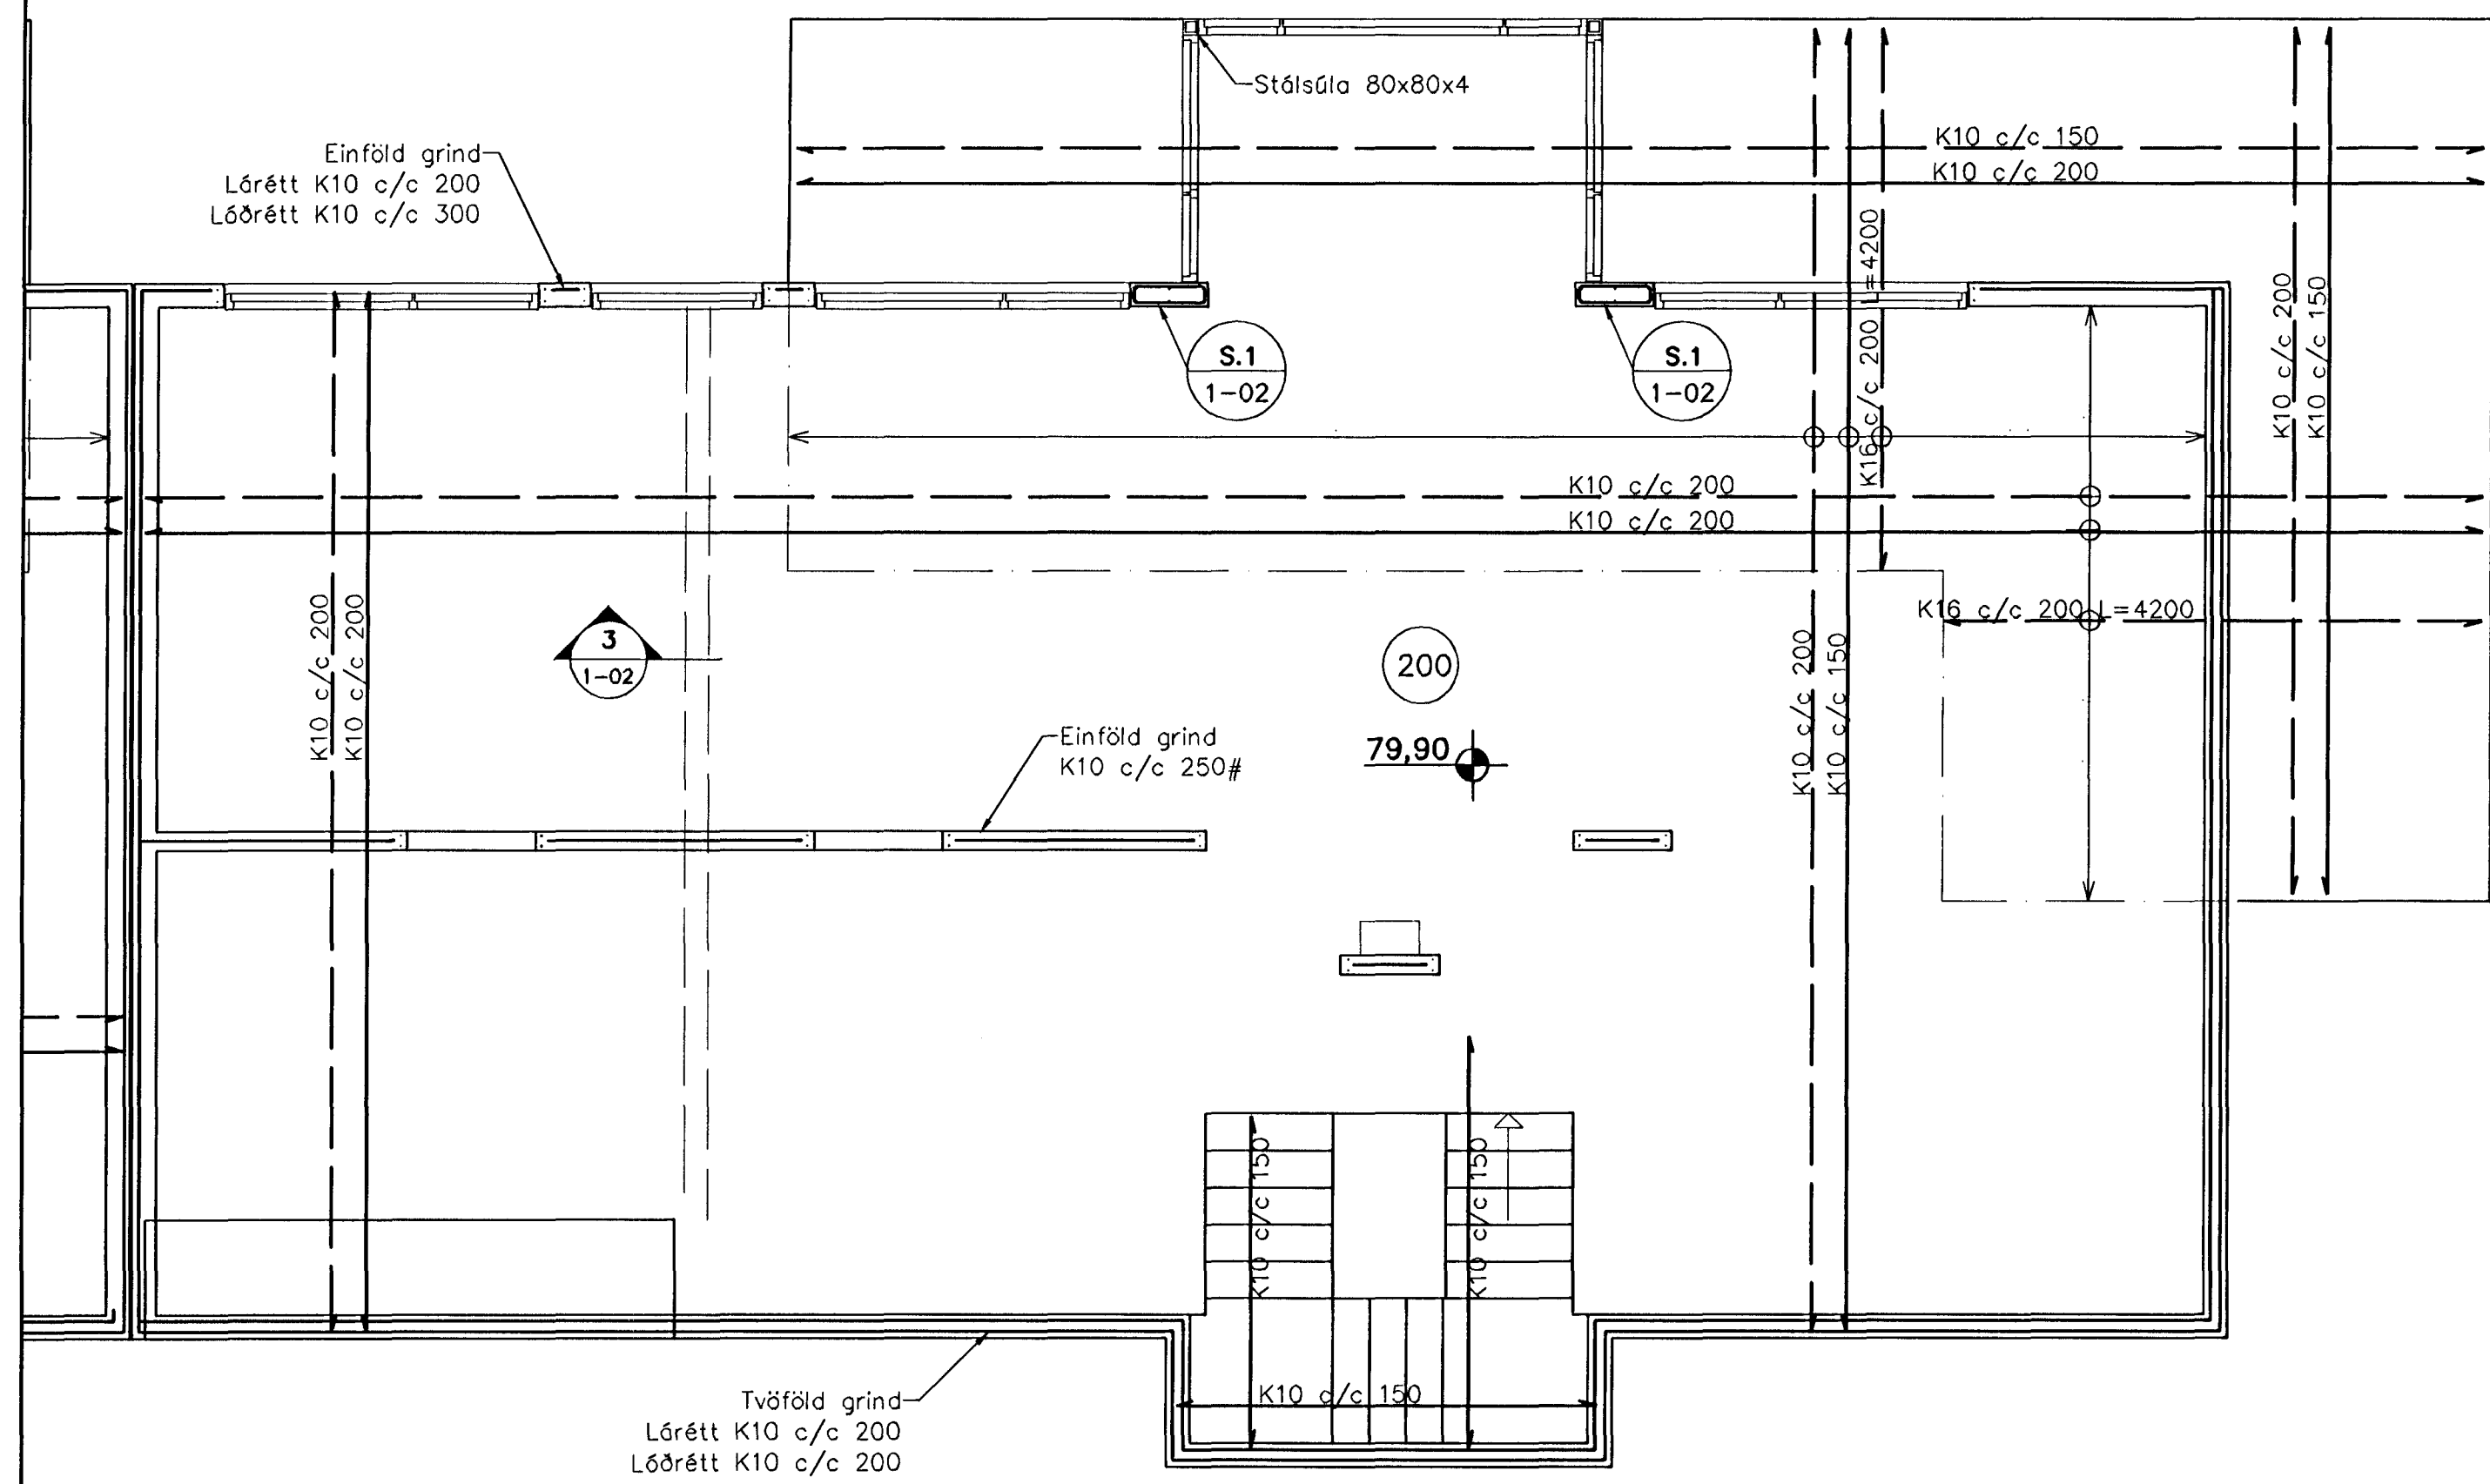 Stálsúla 80x80x4
Einföld grind
Lárétt K10 c/c 200
Lóðrétt K10 c/c 300
K10 c/c 150
K10 c/c 200
K16 c/c 200 L=4200
K10 c/c 200
K10 c/c 150
S.1
1-02
S.1
1-02
K10 c/c 200
K10 c/c 200
K16 c/c 200 L=4200
K10 c/c 200
K10 c/c 200
3
1-02
200
79,90
K10 c/c 200
K10 c/c 150
Einföld grind
K10 c/c 250#
K10 c/c 150
K10 c/c 150
K10 c/c 150
Tvöföld grind
Lárétt K10 c/c 200
Lóðrétt K10 c/c 200